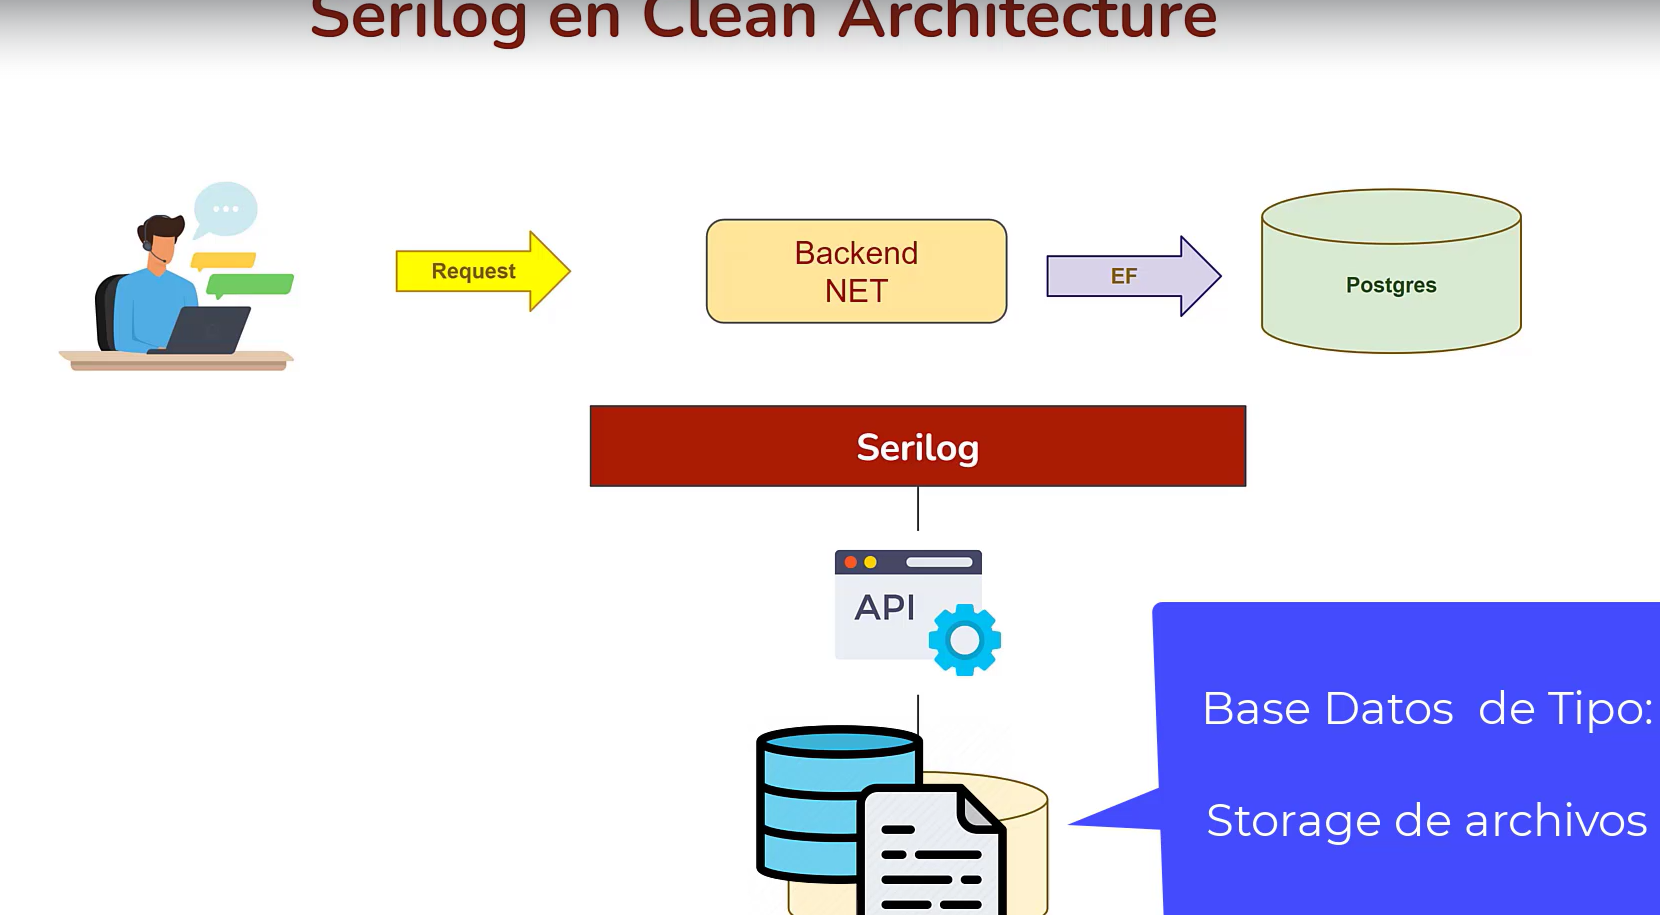 Serilog en Clean Architecture
Request
Backend
NET
EF
Postgres
Serilog
API
Base Datos  de Tipo:
Storage de archivos